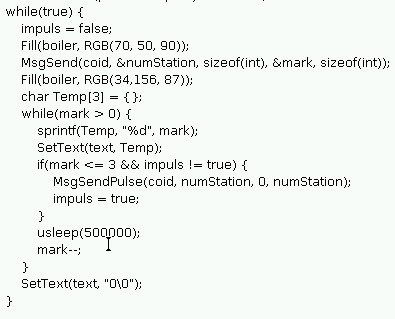 while(true) {
impuls = false;
Fill(boiler, RGB(70, 50, 90));
MsgSend(coid, &numStation, sizeof(int), &mark, sizeof(int));
Fill(boiler, RGB(34,156, 87));
char Temp[3] = {};
while(mark > 0) {
sprintf(Temp, "%d", mark);
SetText(text, Temp);
if(mark <= 3 && impuls != true) {
MsgSendPulse(coid, numStation, 0, numStation);
impuls = true;
}
usleep(500000);
mark--;
}
SetText(text, "0\0");
}